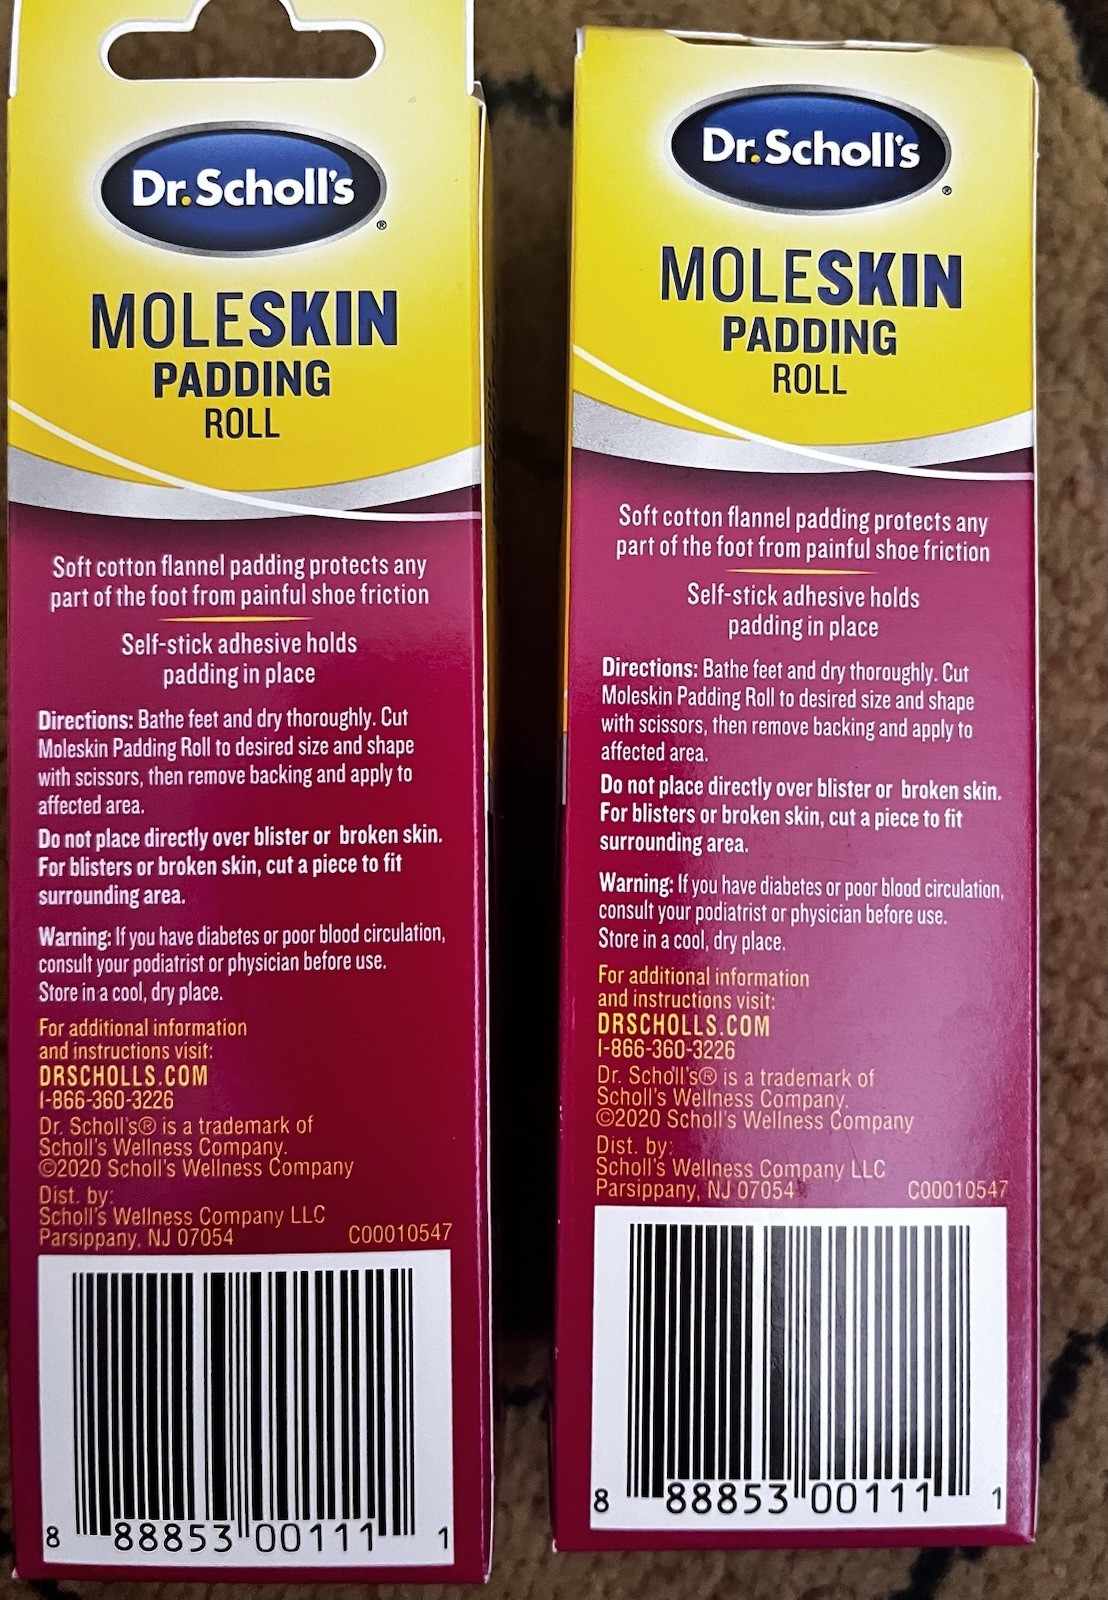 Dr.Scholl's
®
MOLESKIN
PADDING
ROLL
Soft cotton flannel padding protects any
part of the foot from painful shoe friction
Self-stick adhesive holds
padding in place
Directions: Bathe feet and dry thoroughly. Cut
Moleskin Padding Roll to desired size and shape
with scissors, then remove backing and apply to
affected area.
Do not place directly over blister or broken skin.
For blisters or broken skin, cut a piece to fit
surrounding area.
Warning: If you have diabetes or poor blood circulation,
consult your podiatrist or physician before use.
Store in a cool, dry place.
For additional information
and instructions visit:
DRSCHOLLS.COM
1-866-360-3226
Dr. Scholl's® is a trademark of
Scholl's Wellness Company.
©2020 Scholl's Wellness Company
Dist. by:
Scholl's Wellness Company LLC
Parsippany, NJ 07054 C00010547
8 88853 00111 1
Dr.Scholl's
®
MOLESKIN
PADDING
ROLL
Soft cotton flannel padding protects any
part of the foot from painful shoe friction
Self-stick adhesive holds
padding in place
Directions: Bathe feet and dry thoroughly. Cut
Moleskin Padding Roll to desired size and shape
with scissors, then remove backing and apply to
affected area.
Do not place directly over blister or broken skin.
For blisters or broken skin, cut a piece to fit
surrounding area.
Warning: If you have diabetes or poor blood circulation,
consult your podiatrist or physician before use.
Store in a cool, dry place.
For additional information
and instructions visit:
DRSCHOLLS.COM
1-866-360-3226
Dr. Scholl's® is a trademark of
Scholl's Wellness Company.
©2020 Scholl's Wellness Company
Dist. by:
Scholl's Wellness Company LLC
Parsippany, NJ 07054 C00010547
8 88853 00111 1